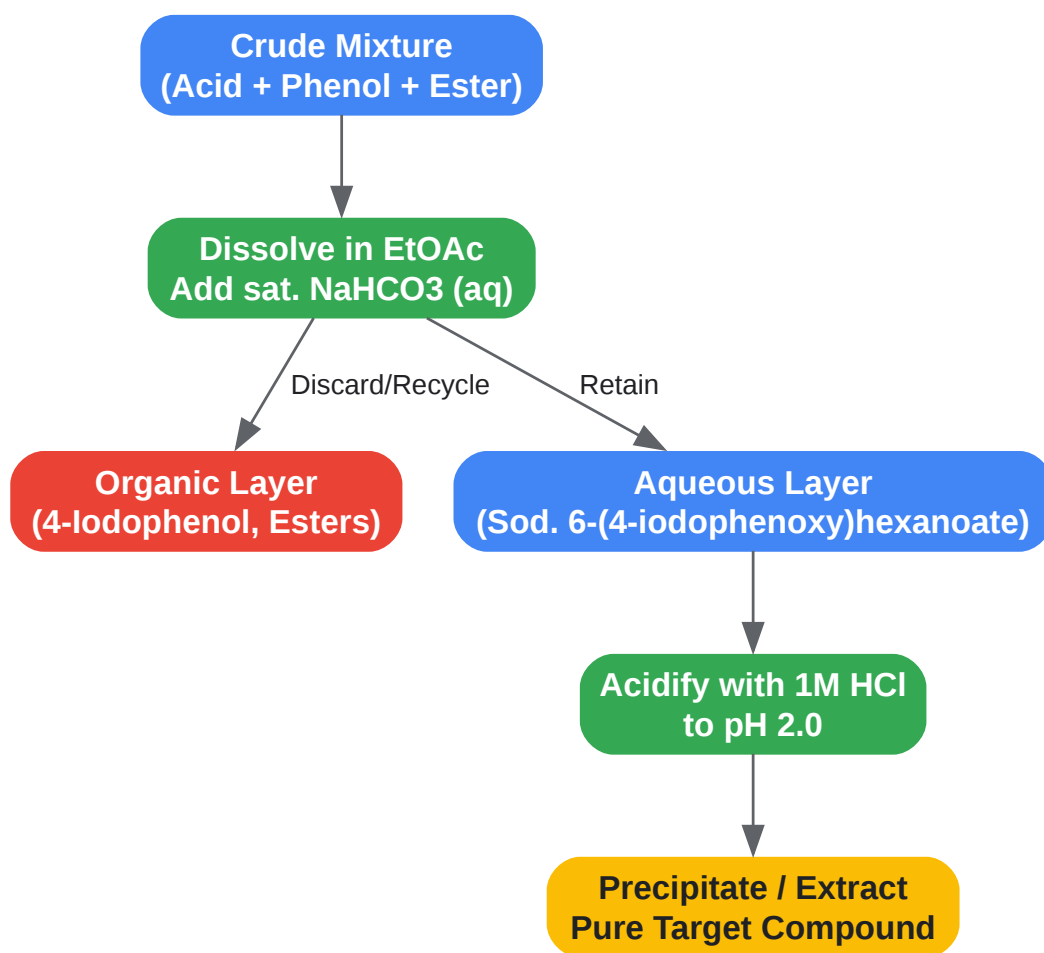 Crude Mixture
(Acid + Phenol + Ester)
Dissolve in EtOAc
Add sat. NaHCO3 (aq)
Discard/Recycle
Retain
Organic Layer
(4-Iodophenol, Esters)
Aqueous Layer
(Sod. 6-(4-iodophenoxy)hexanoate)
Acidify with 1M HCl
to pH 2.0
Precipitate / Extract
Pure Target Compound